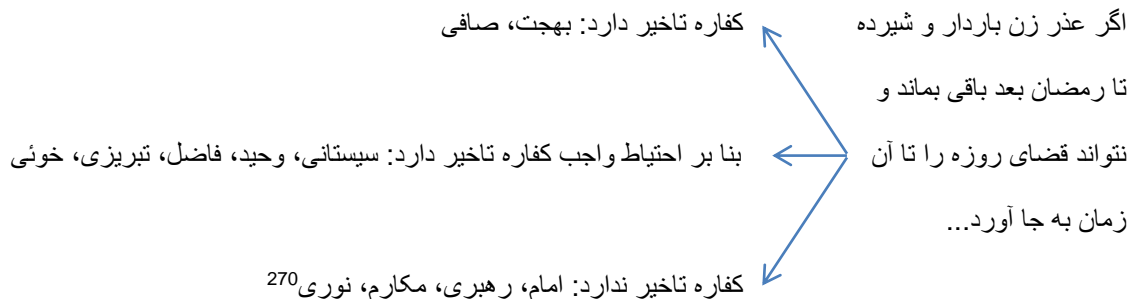 اگر عذر زن باردار و شیرده
تا رمضان بعد باقی بماند و
نتواند قضای روزه را تا آن
زمان به جا آورد...
کفاره تاخیر دارد: بهجت، صافی
بنا بر احتیاط واجب کفاره تاخیر دارد: سیستانی، وحید، فاضل، تبریزی، خوئی
کفاره تاخیر ندارد: امام، رهبری، مکارم، نوری270